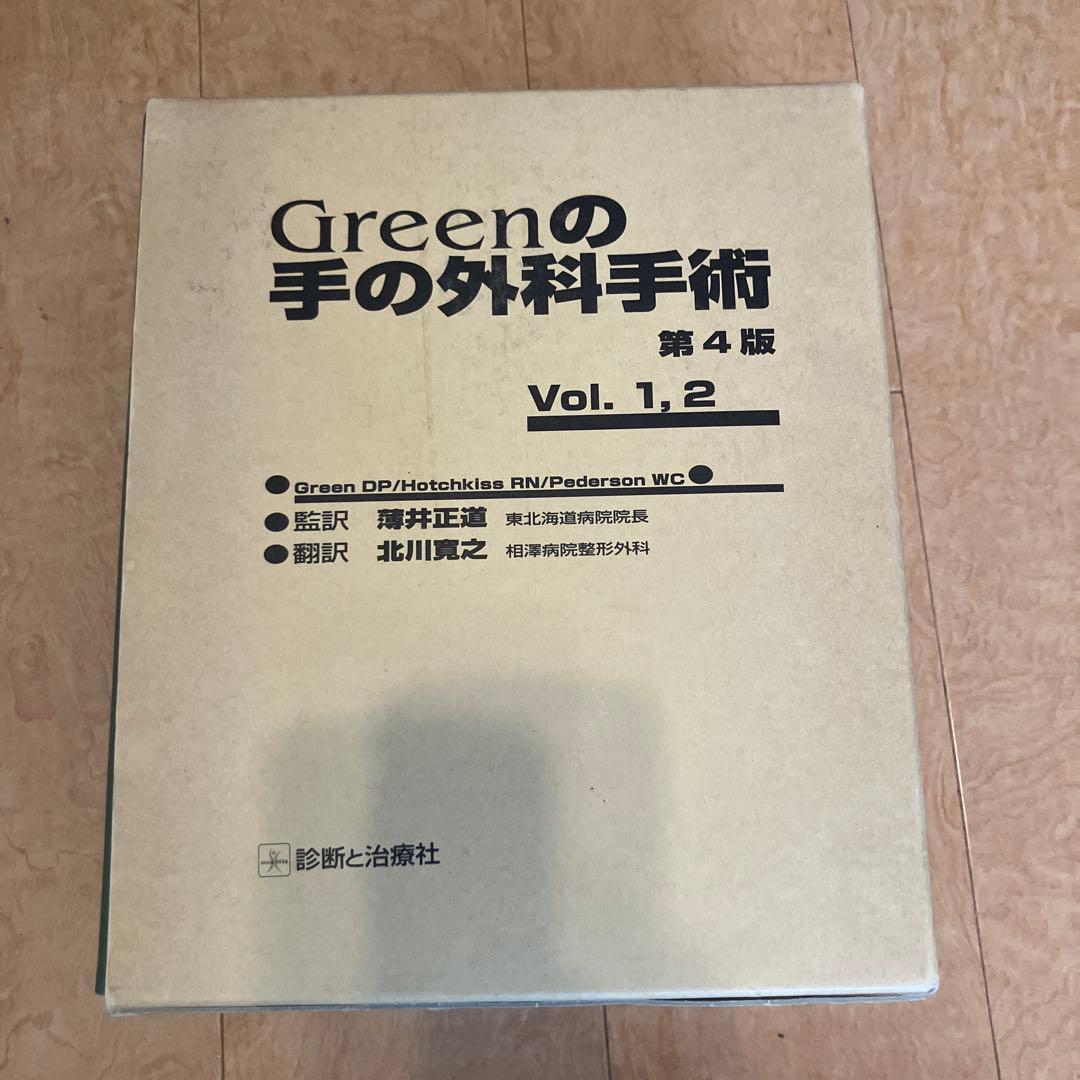 Greenの
手の外科手術
第4版
Vol. 1, 2
●Green DP/Hotchkiss RN/Pederson WC●
●監訳 薄井正道 東北海道病院院長
●翻訳 北川寛之 相澤病院整形外科
診断と治療社